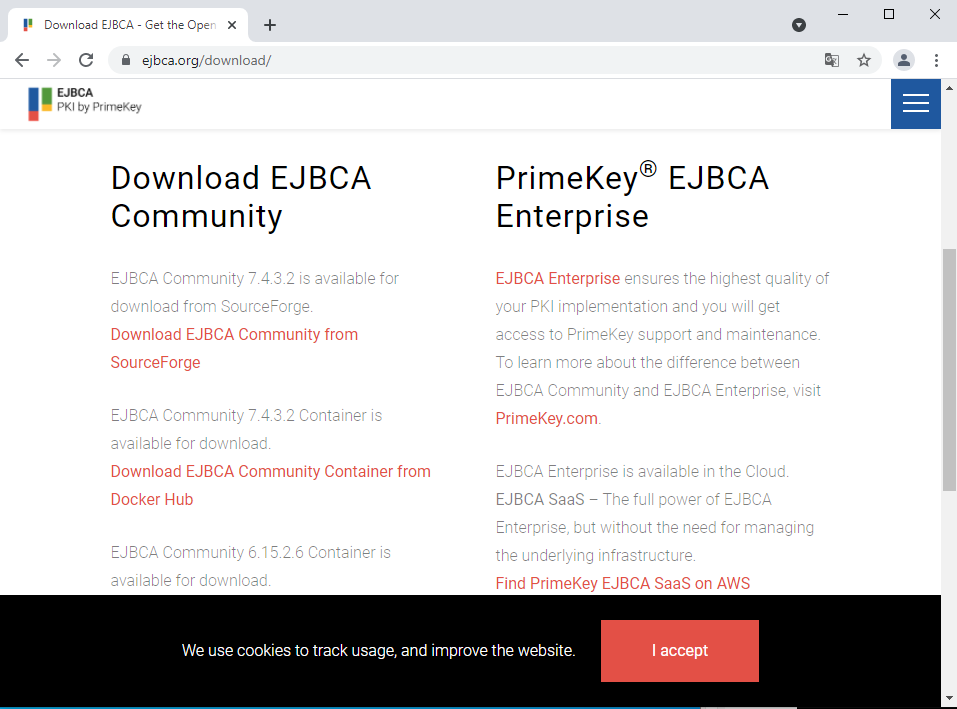 Download EJBCA - Get the Open
ejbca.org/download/
EJBCA
PKI by PrimeKey
Download EJBCA
Community
EJBCA Community 7.4.3.2 is available for
download from SourceForge.
Download EJBCA Community from
SourceForge
EJBCA Community 7.4.3.2 Container is
available for download.
Download EJBCA Community Container from
Docker Hub
EJBCA Community 6.15.2.6 Container is
available for download.
PrimeKey® EJBCA
Enterprise
EJBCA Enterprise ensures the highest quality of
your PKI implementation and you will get
access to PrimeKey support and maintenance.
To learn more about the difference between
EJBCA Community and EJBCA Enterprise, visit
PrimeKey.com.
EJBCA Enterprise is available in the Cloud.
EJBCA SaaS – The full power of EJBCA
Enterprise, but without the need for managing
the underlying infrastructure.
Find PrimeKey EJBCA SaaS on AWS
We use cookies to track usage, and improve the website.
I accept